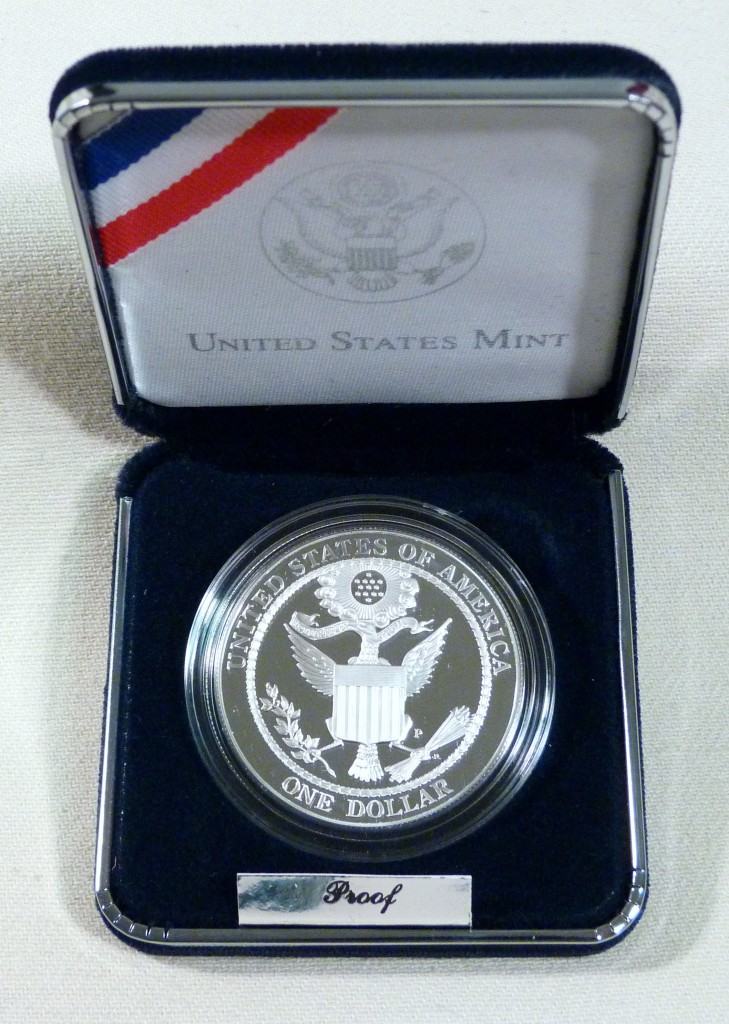 UNITED STATES MINT
UNITED STATES OF AMERICA
P
ONE DOLLAR
Proof